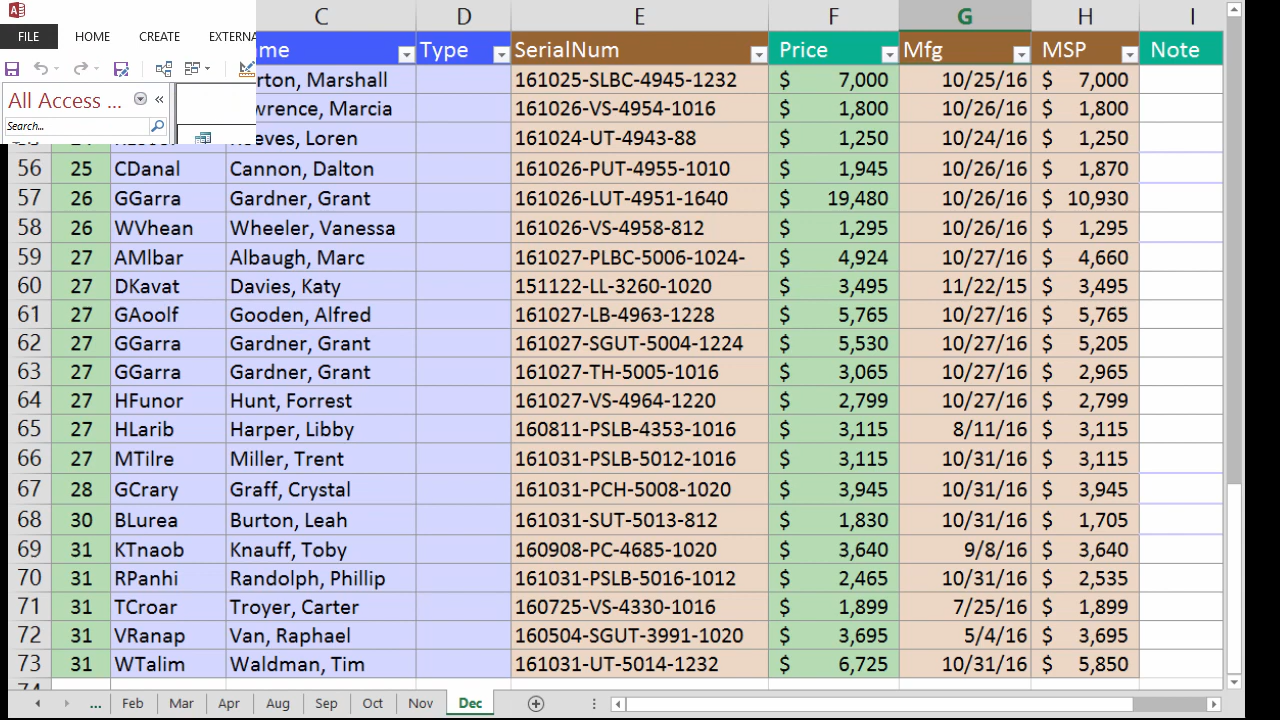 C D E F G H I
FILE HOME CREATE EXTERNA
me Type SerialNum Price Mfg MSP Note
All Access ... «
Search...
rton, Marshall 161025-SLBC-4945-1232 $ 7,000 10/25/16 $ 7,000
wrence, Marcia 161026-VS-4954-1016 $ 1,800 10/26/16 $ 1,800
eeves, Loren 161024-UT-4943-88 $ 1,250 10/24/16 $ 1,250
56 25 CDanal Cannon, Dalton 161026-PUT-4955-1010 $ 1,945 10/26/16 $ 1,870
57 26 GGarra Gardner, Grant 161026-LUT-4951-1640 $ 19,480 10/26/16 $ 10,930
58 26 WVhean Wheeler, Vanessa 161026-VS-4958-812 $ 1,295 10/26/16 $ 1,295
59 27 AMlbar Albaugh, Marc 161027-PLBC-5006-1024- $ 4,924 10/27/16 $ 4,660
60 27 DKavat Davies, Katy 151122-LL-3260-1020 $ 3,495 11/22/15 $ 3,495
61 27 GAoolf Gooden, Alfred 161027-LB-4963-1228 $ 5,765 10/27/16 $ 5,765
62 27 GGarra Gardner, Grant 161027-SGUT-5004-1224 $ 5,530 10/27/16 $ 5,205
63 27 GGarra Gardner, Grant 161027-TH-5005-1016 $ 3,065 10/27/16 $ 2,965
64 27 HFunor Hunt, Forrest 161027-VS-4964-1220 $ 2,799 10/27/16 $ 2,799
65 27 HLarib Harper, Libby 160811-PSLB-4353-1016 $ 3,115 8/11/16 $ 3,115
66 27 MTilre Miller, Trent 161031-PSLB-5012-1016 $ 3,115 10/31/16 $ 3,115
67 28 GCrary Graff, Crystal 161031-PCH-5008-1020 $ 3,945 10/31/16 $ 3,945
68 30 BLurea Burton, Leah 161031-SUT-5013-812 $ 1,830 10/31/16 $ 1,705
69 31 KTnaob Knauff, Toby 160908-PC-4685-1020 $ 3,640 9/8/16 $ 3,640
70 31 RPanhi Randolph, Phillip 161031-PSLB-5016-1012 $ 2,465 10/31/16 $ 2,535
71 31 TCroar Troyer, Carter 160725-VS-4330-1016 $ 1,899 7/25/16 $ 1,899
72 31 VRanap Van, Raphael 160504-SGUT-3991-1020 $ 3,695 5/4/16 $ 3,695
73 31 WTalim Waldman, Tim 161031-UT-5014-1232 $ 6,725 10/31/16 $ 5,850
... Feb Mar Apr Aug Sep Oct Nov Dec